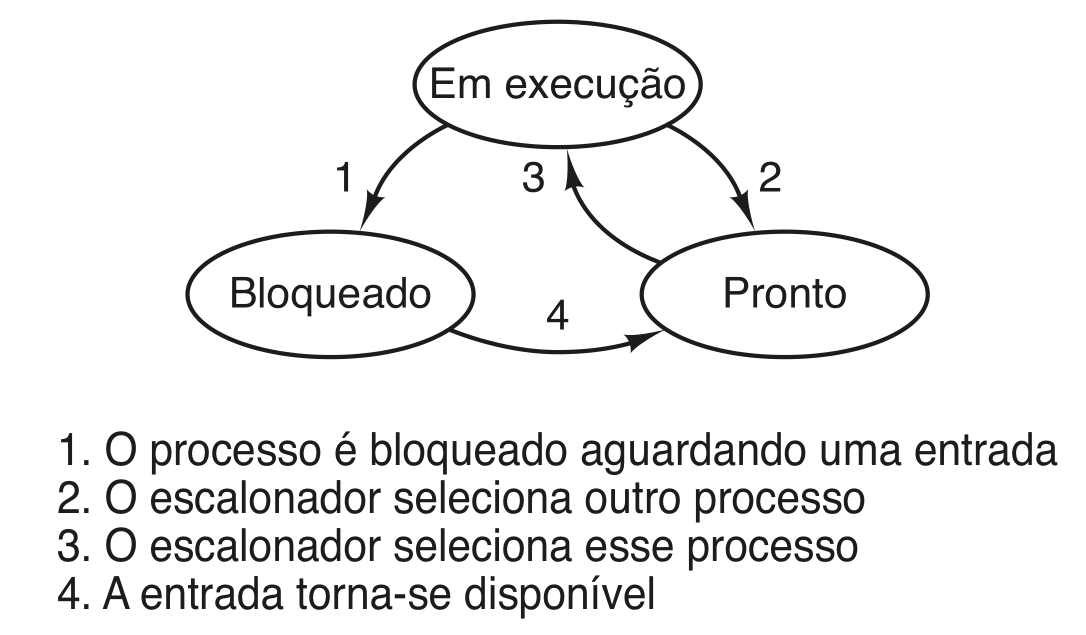 Em execução
1
3
2
Bloqueado
Pronto
4
1. O processo é bloqueado aguardando uma entrada
2. O escalonador seleciona outro processo
3. O escalonador seleciona esse processo
4. A entrada torna-se disponível